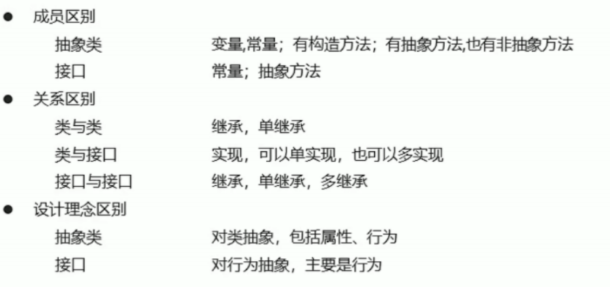 ● 成员区别
抽象类 变量,常量；有构造方法；有抽象方法,也有非抽象方法
接口 常量；抽象方法
● 关系区别
类与类 继承，单继承
类与接口 实现，可以单实现，也可以多实现
接口与接口 继承，单继承，多继承
● 设计理念区别
抽象类 对类抽象，包括属性、行为
接口 对行为抽象，主要是行为